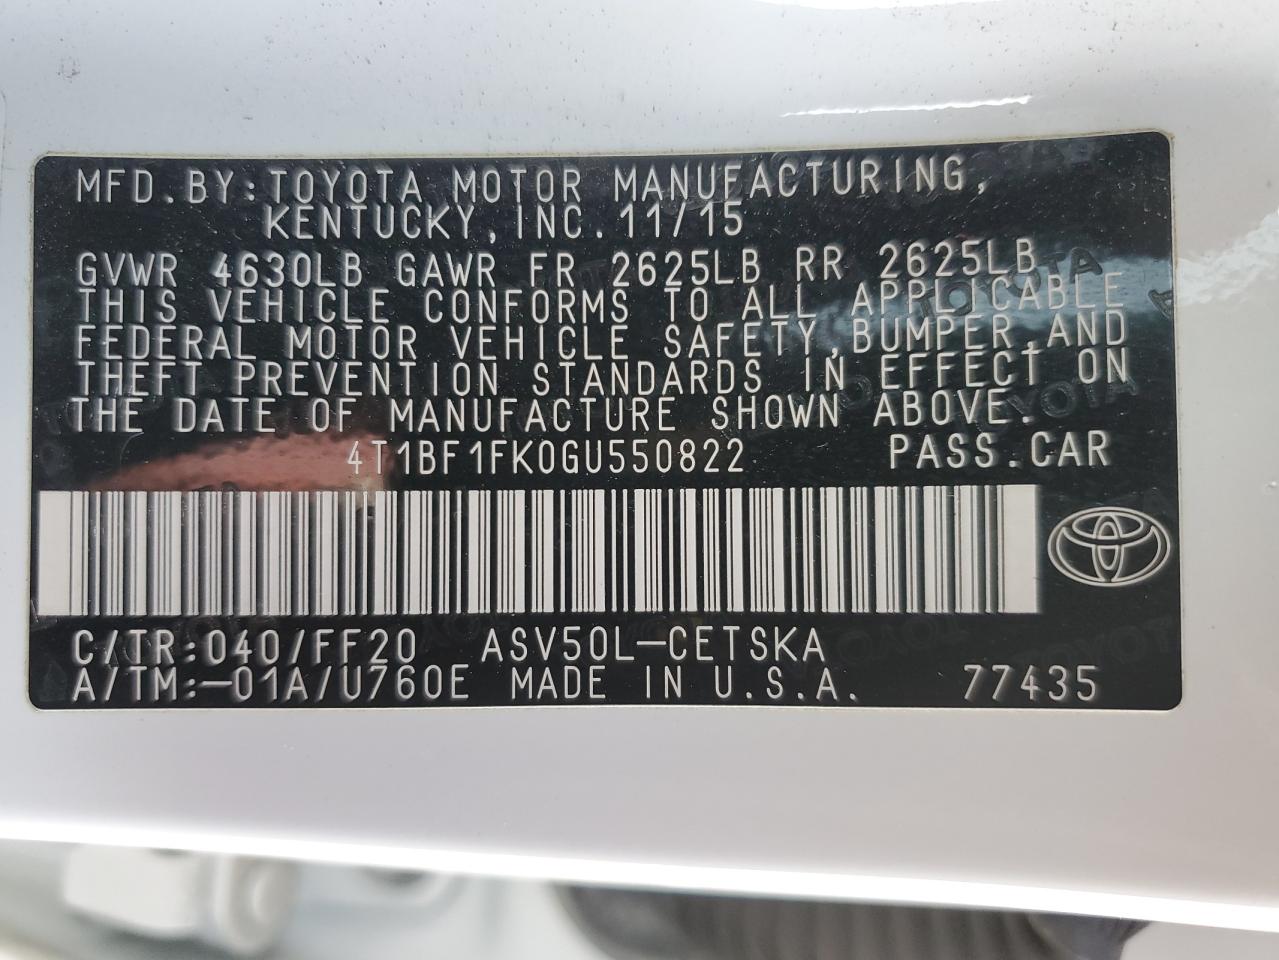 MFD.BY:TOYOTA MOTOR MANUFACTURING,
KENTUCKY,INC.11/15
GVWR 4630LB GAWR FR 2625LB RR 2625LB
THIS VEHICLE CONFORMS TO ALL APPLICABLE
FEDERAL MOTOR VEHICLE SAFETY,BUMPER,AND
THEFT PREVENTION STANDARDS IN EFFECT ON
THE DATE OF MANUFACTURE SHOWN ABOVE.
4T1BF1FK0GU550822 PASS.CAR
C/TR:040/FF20 ASV50L-CETSKA
A/TM:-01A/U760E MADE IN U.S.A. 77435